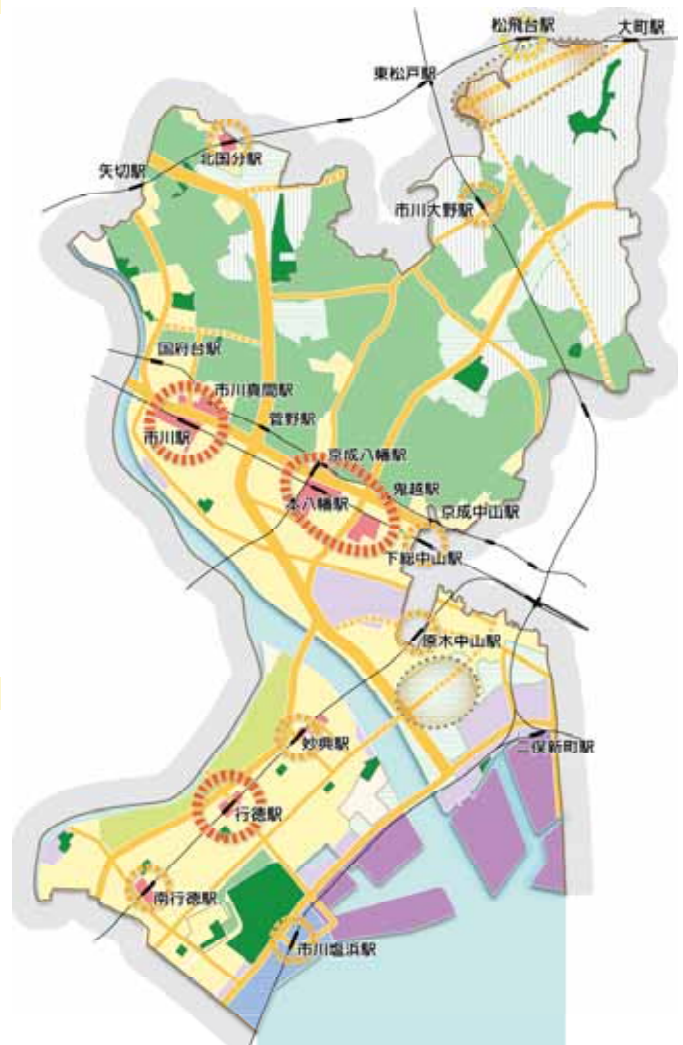 松飛台駅
大町駅
東松戸駅
北国分駅
矢切駅
市川大野駅
国府台駅
市川真間駅
菅野駅
市川駅
京成八幡駅
本八幡駅
鬼越駅
京成中山駅
下総中山駅
原木中山駅
妙典駅
二俣新町駅
行徳駅
南行徳駅
市川塩浜駅